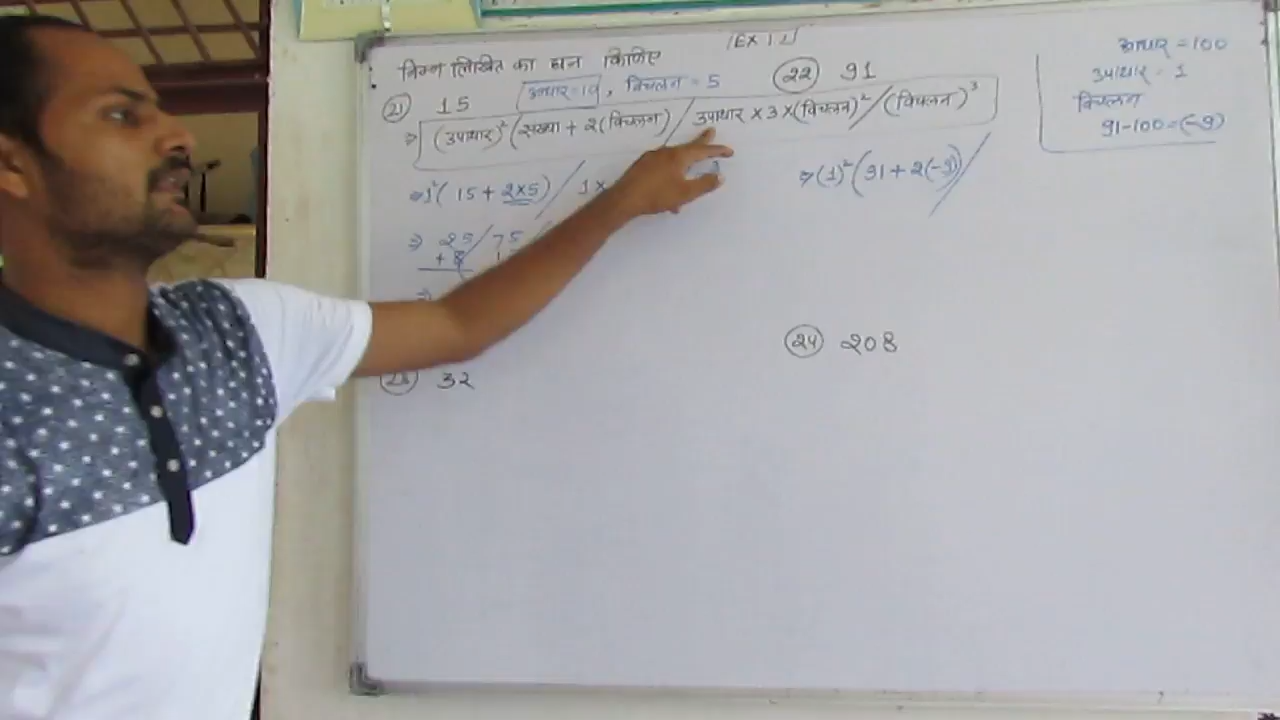 [EX 1.2]
निम्न लिखित का घन किजिए
(21) 15
आधार = 10, विचलन = 5
⇒ (उपाधार)² (संख्या + 2(विचलन) / उपाधार × 3 × (विचलन)² / (विचलन)³
⇒ 1² ( 15 + 2×5) / 1 ×
⇒ 25 / 75
+ 8
(22) 91
आधार = 100
उपाधार = 1
विचलन
91-100 = (-9)
⇒ (1)² (91 + 2(-9) /
32
(24) 208